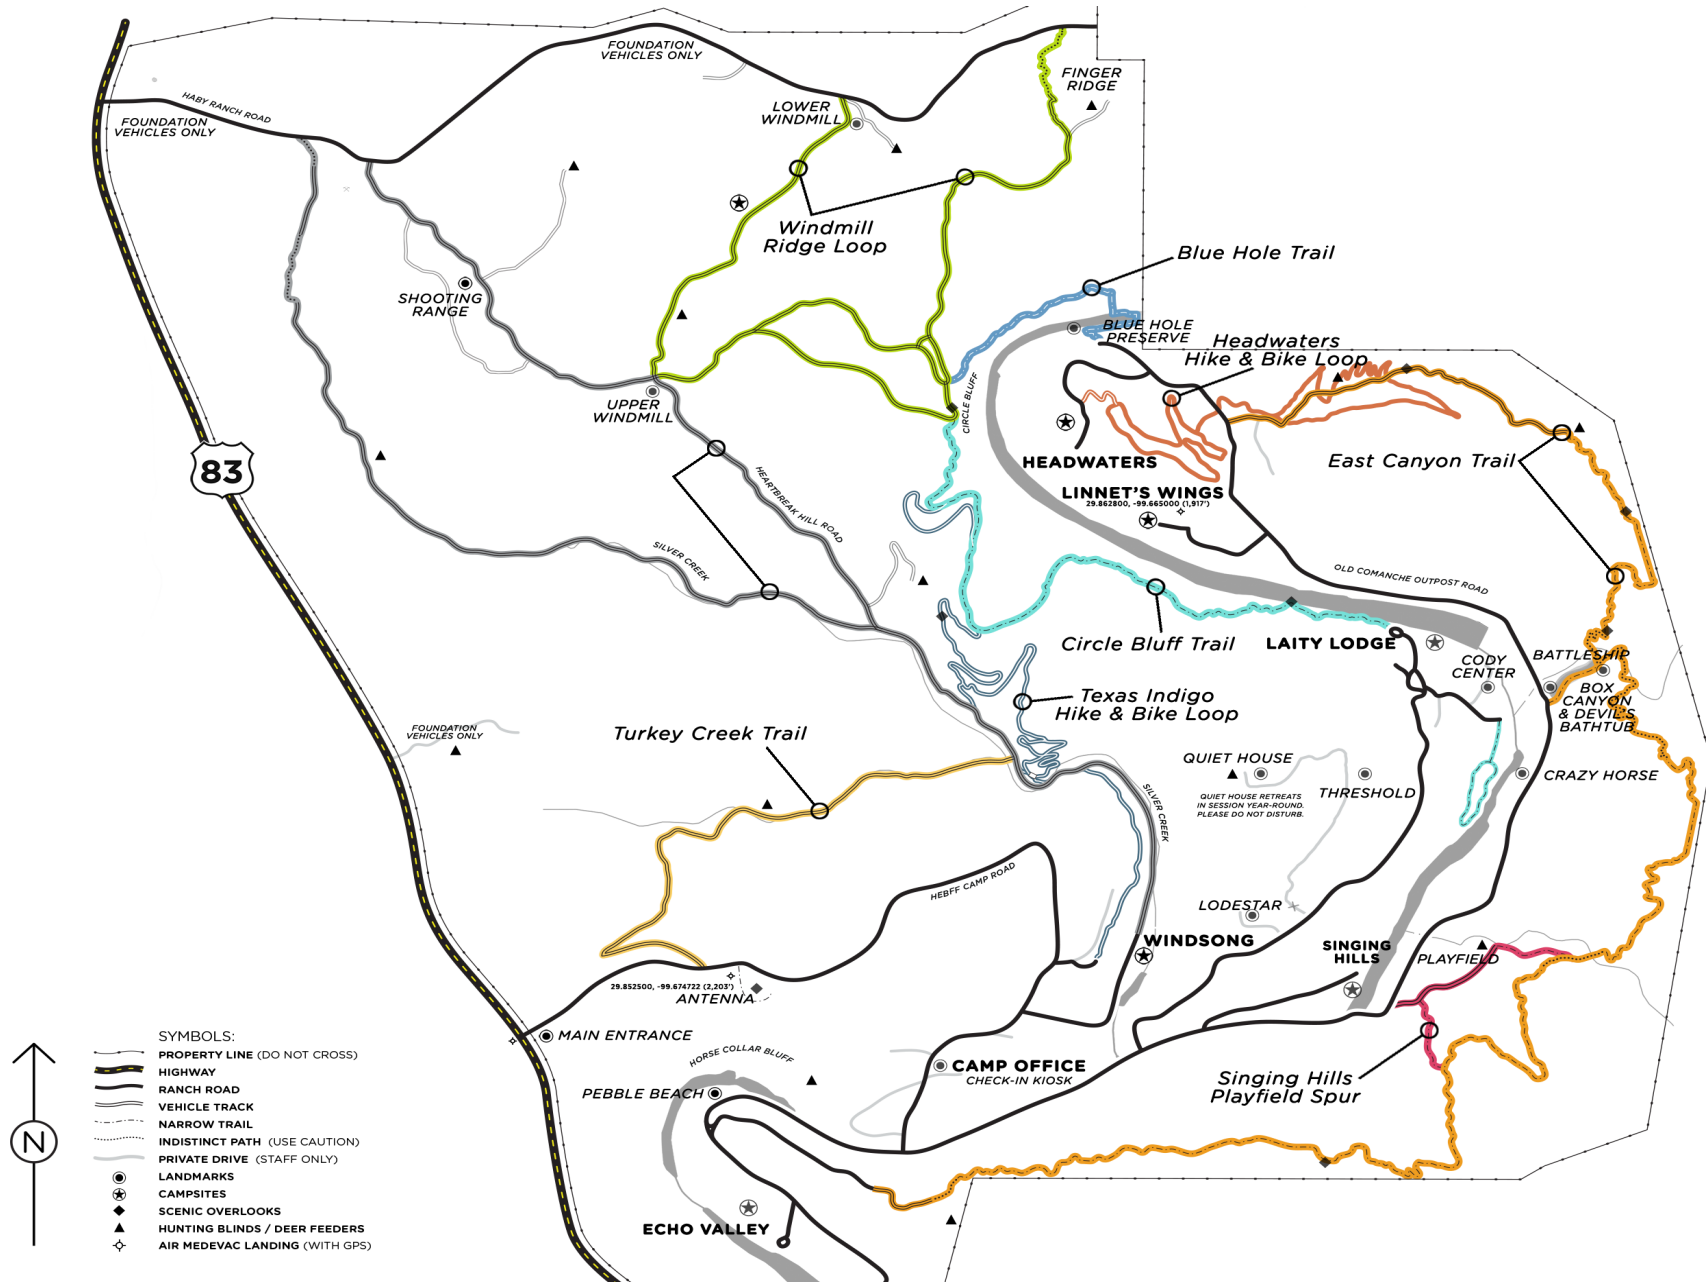 FOUNDATION
VEHICLES ONLY
HABY RANCH ROAD
FOUNDATION
VEHICLES ONLY
LOWER
WINDMILL
FINGER
RIDGE
Windmill
Ridge Loop
Blue Hole Trail
SHOOTING
RANGE
BLUE HOLE
PRESERVE
Headwaters
Hike & Bike Loop
CIRCLE BLUFF
UPPER
WINDMILL
83
HEADWATERS
East Canyon Trail
LINNET'S WINGS
29.862800, -99.665000 (1,917')
HEARTBREAK HILL ROAD
SILVER CREEK
OLD COMANCHE OUTPOST ROAD
Circle Bluff Trail
LAITY LODGE
CODY
CENTER
BATTLESHIP
BOX
CANYON
& DEVIL'S
BATHTUB
Texas Indigo
Hike & Bike Loop
Turkey Creek Trail
FOUNDATION
VEHICLES ONLY
QUIET HOUSE
QUIET HOUSE RETREATS
IN SESSION YEAR-ROUND.
PLEASE DO NOT DISTURB.
THRESHOLD
CRAZY HORSE
SILVER CREEK
HEBFF CAMP ROAD
LODESTAR
WINDSONG
SINGING
HILLS
PLAYFIELD
29.852500, -99.674722 (2,203')
ANTENNA
MAIN ENTRANCE
HORSE COLLAR BLUFF
CAMP OFFICE
CHECK-IN KIOSK
PEBBLE BEACH
Singing Hills
Playfield Spur
ECHO VALLEY
N
SYMBOLS:
PROPERTY LINE (DO NOT CROSS)
HIGHWAY
RANCH ROAD
VEHICLE TRACK
NARROW TRAIL
INDISTINCT PATH (USE CAUTION)
PRIVATE DRIVE (STAFF ONLY)
LANDMARKS
CAMPSITES
SCENIC OVERLOOKS
HUNTING BLINDS / DEER FEEDERS
AIR MEDEVAC LANDING (WITH GPS)